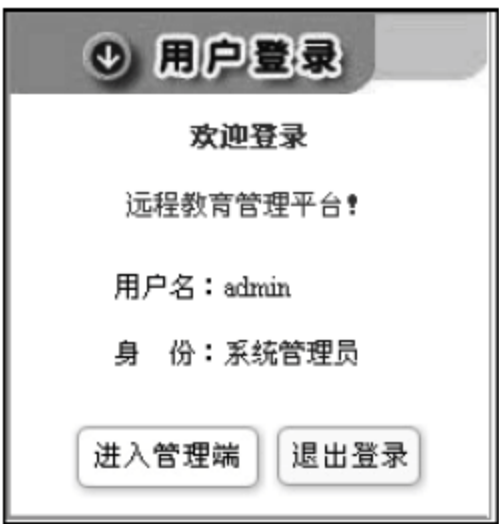 用户登录
欢迎登录
远程教育管理平台！
用户名：admin
身　份：系统管理员
进入管理端 退出登录